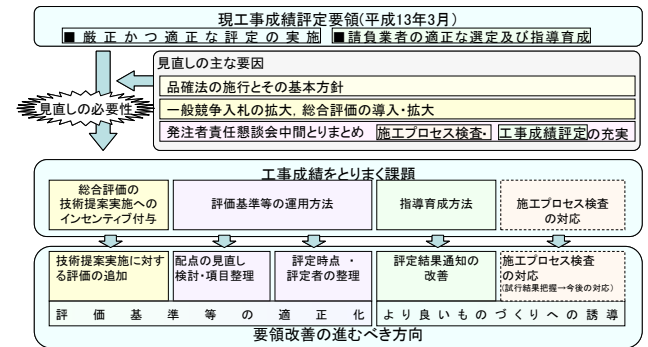 現工事成績評定要領(平成13年3月)
■厳正かつ適正な評定の実施 ■請負業者の適正な選定及び指導育成
見直しの主な要因
品確法の施行とその基本方針
見直しの必要性
一般競争入札の拡大，総合評価の導入・拡大
発注者責任懇談会中間とりまとめ 施工プロセス検査・ 工事成績評定の充実
工事成績をとりまく課題
総合評価の
技術提案実施への
インセンティブ付与
評価基準等の運用方法
指導育成方法
施工プロセス検査
の対応
技術提案実施に対す
る評価の追加
配点の見直し
検討・項目整理
評定時点・
評定者の整理
評定結果通知の
改善
施工プロセス検査
の対応
(試行結果把握→今後の対応)
評価基準等の適正化
より良いものづくりへの誘導
要領改善の進むべき方向